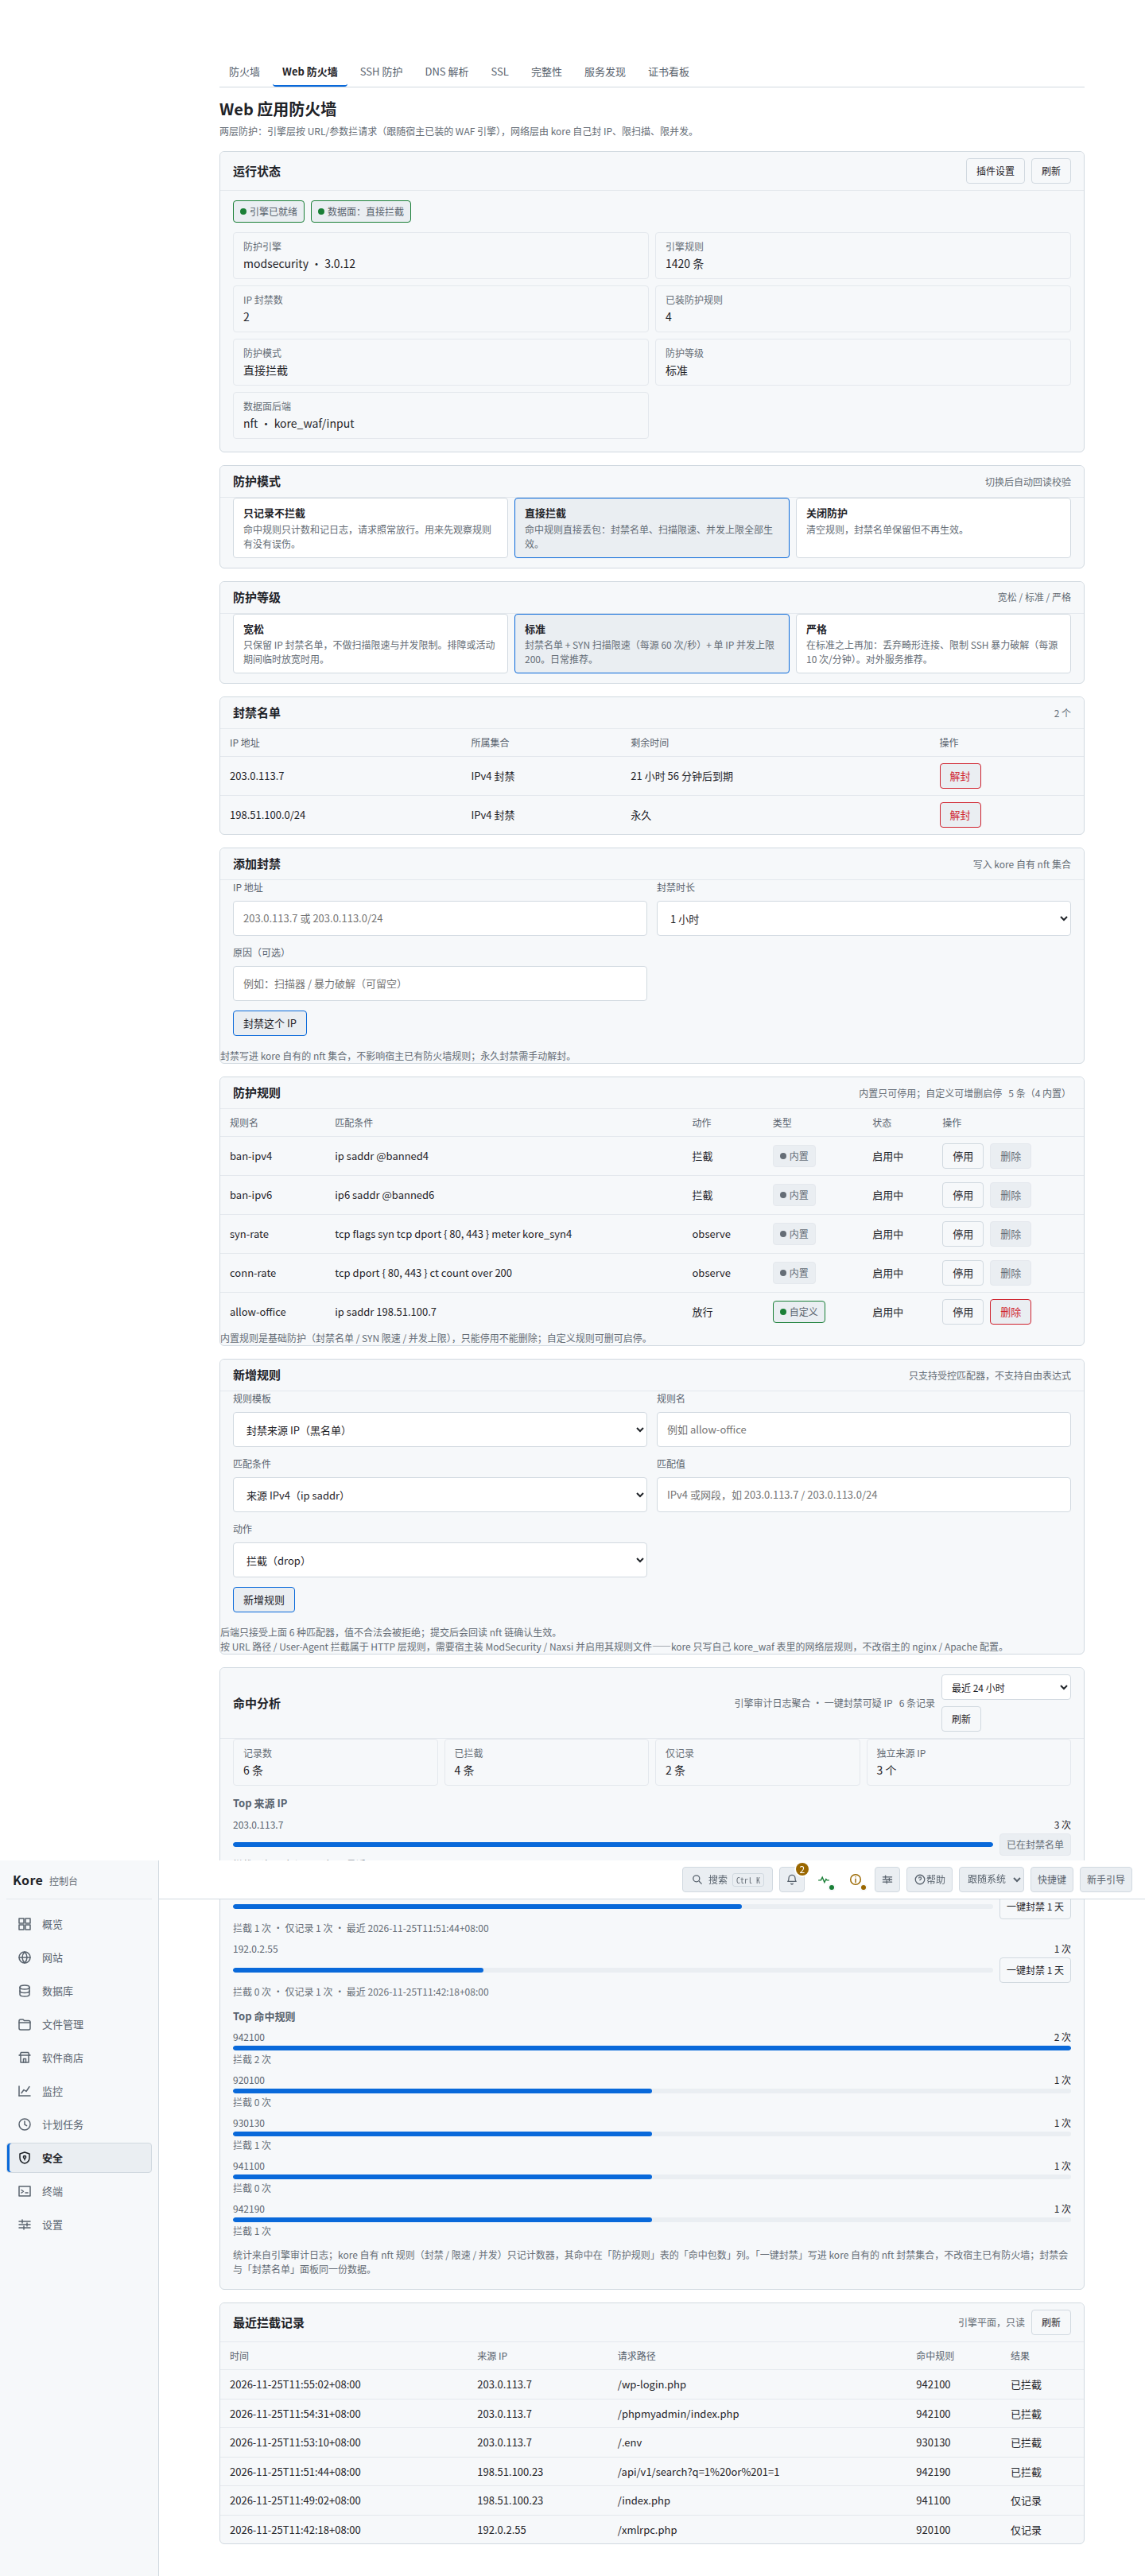 防火墙
Web 防火墙
SSH 防护
DNS 解析
SSL
完整性
服务发现
证书看板
Web 应用防火墙
两层防护：引擎层按 URL/参数拦请求（跟随宿主已装的 WAF 引擎），网络层由 kore 自己封 IP、限扫描、限并发。
运行状态
插件设置
刷新
引擎已就绪
数据面：直接拦截
防护引擎
modsecurity · 3.0.12
引擎规则
1420 条
IP 封禁数
2
已装防护规则
4
防护模式
直接拦截
防护等级
标准
数据面后端
nft · kore_waf/input
防护模式
切换后自动回读校验
只记录不拦截
命中规则只计数和记日志，请求照常放行。用来先观察规则
有没有误伤。
直接拦截
命中规则直接丢包：封禁名单、扫描限速、并发上限全部生
效。
关闭防护
清空规则，封禁名单保留但不再生效。
防护等级
宽松 / 标准 / 严格
宽松
只保留 IP 封禁名单，不做扫描限速与并发限制。排障或活动
期间临时放宽时用。
标准
封禁名单 + SYN 扫描限速（每源 60 次/秒）+ 单 IP 并发上限
200。日常推荐。
严格
在标准之上再加：丢弃畸形连接、限制 SSH 暴力破解（每源
10 次/分钟）。对外服务推荐。
封禁名单
2 个
IP 地址 所属集合 剩余时间 操作
203.0.113.7 IPv4 封禁 21 小时 56 分钟后到期 解封
198.51.100.0/24 IPv4 封禁 永久 解封
添加封禁
写入 kore 自有 nft 集合
IP 地址
203.0.113.7 或 203.0.113.0/24
封禁时长
1 小时
原因（可选）
例如：扫描器 / 暴力破解（可留空）
封禁这个 IP
封禁写进 kore 自有的 nft 集合，不影响宿主已有防火墙规则；永久封禁需手动解封。
防护规则
内置只可停用；自定义可增删启停 5 条（4 内置）
规则名 匹配条件 动作 类型 状态 操作
ban-ipv4 ip saddr @banned4 拦截 内置 启用中 停用 删除
ban-ipv6 ip6 saddr @banned6 拦截 内置 启用中 停用 删除
syn-rate tcp flags syn tcp dport { 80, 443 } meter kore_syn4 observe 内置 启用中 停用 删除
conn-rate tcp dport { 80, 443 } ct count over 200 observe 内置 启用中 停用 删除
allow-office ip saddr 198.51.100.7 放行 自定义 启用中 停用 删除
内置规则是基础防护（封禁名单 / SYN 限速 / 并发上限），只能停用不能删除；自定义规则可删可启停。
新增规则
只支持受控匹配器，不支持自由表达式
规则模板
封禁来源 IP（黑名单）
规则名
例如 allow-office
匹配条件
来源 IPv4（ip saddr）
匹配值
IPv4 或网段，如 203.0.113.7 / 203.0.113.0/24
动作
拦截（drop）
新增规则
后端只接受上面 6 种匹配器，值不合法会被拒绝；提交后会回读 nft 链确认生效。
按 URL 路径 / User-Agent 拦截属于 HTTP 层规则，需要宿主装 ModSecurity / Naxsi 并启用其规则文件——kore 只写自己 kore_waf 表里的网络层规则，不改宿主的 nginx / Apache 配置。
命中分析
引擎审计日志聚合 · 一键封禁可疑 IP 6 条记录
最近 24 小时
刷新
记录数
6 条
已拦截
4 条
仅记录
2 条
独立来源 IP
3 个
Top 来源 IP
203.0.113.7 3 次
已在封禁名单
Kore 控制台
搜索 Ctrl K
2
帮助
跟随系统
快捷键
新手引导
概览
网站
数据库
文件管理
软件商店
监控
计划任务
安全
终端
设置
一键封禁 1 天
拦截 1 次 · 仅记录 1 次 · 最近 2026-11-25T11:51:44+08:00
192.0.2.55 1 次
一键封禁 1 天
拦截 0 次 · 仅记录 1 次 · 最近 2026-11-25T11:42:18+08:00
Top 命中规则
942100 2 次
拦截 2 次
920100 1 次
拦截 0 次
930130 1 次
拦截 1 次
941100 1 次
拦截 0 次
942190 1 次
拦截 1 次
统计来自引擎审计日志；kore 自有 nft 规则（封禁 / 限速 / 并发）只记计数器，其命中在「防护规则」表的「命中包数」列。「一键封禁」写进 kore 自有的 nft 封禁集合，不改宿主已有防火墙；封禁会
与「封禁名单」面板同一份数据。
最近拦截记录
引擎平面，只读
刷新
时间 来源 IP 请求路径 命中规则 结果
2026-11-25T11:55:02+08:00 203.0.113.7 /wp-login.php 942100 已拦截
2026-11-25T11:54:31+08:00 203.0.113.7 /phpmyadmin/index.php 942100 已拦截
2026-11-25T11:53:10+08:00 203.0.113.7 /.env 930130 已拦截
2026-11-25T11:51:44+08:00 198.51.100.23 /api/v1/search?q=1%20or%201=1 942190 已拦截
2026-11-25T11:49:02+08:00 198.51.100.23 /index.php 941100 仅记录
2026-11-25T11:42:18+08:00 192.0.2.55 /xmlrpc.php 920100 仅记录